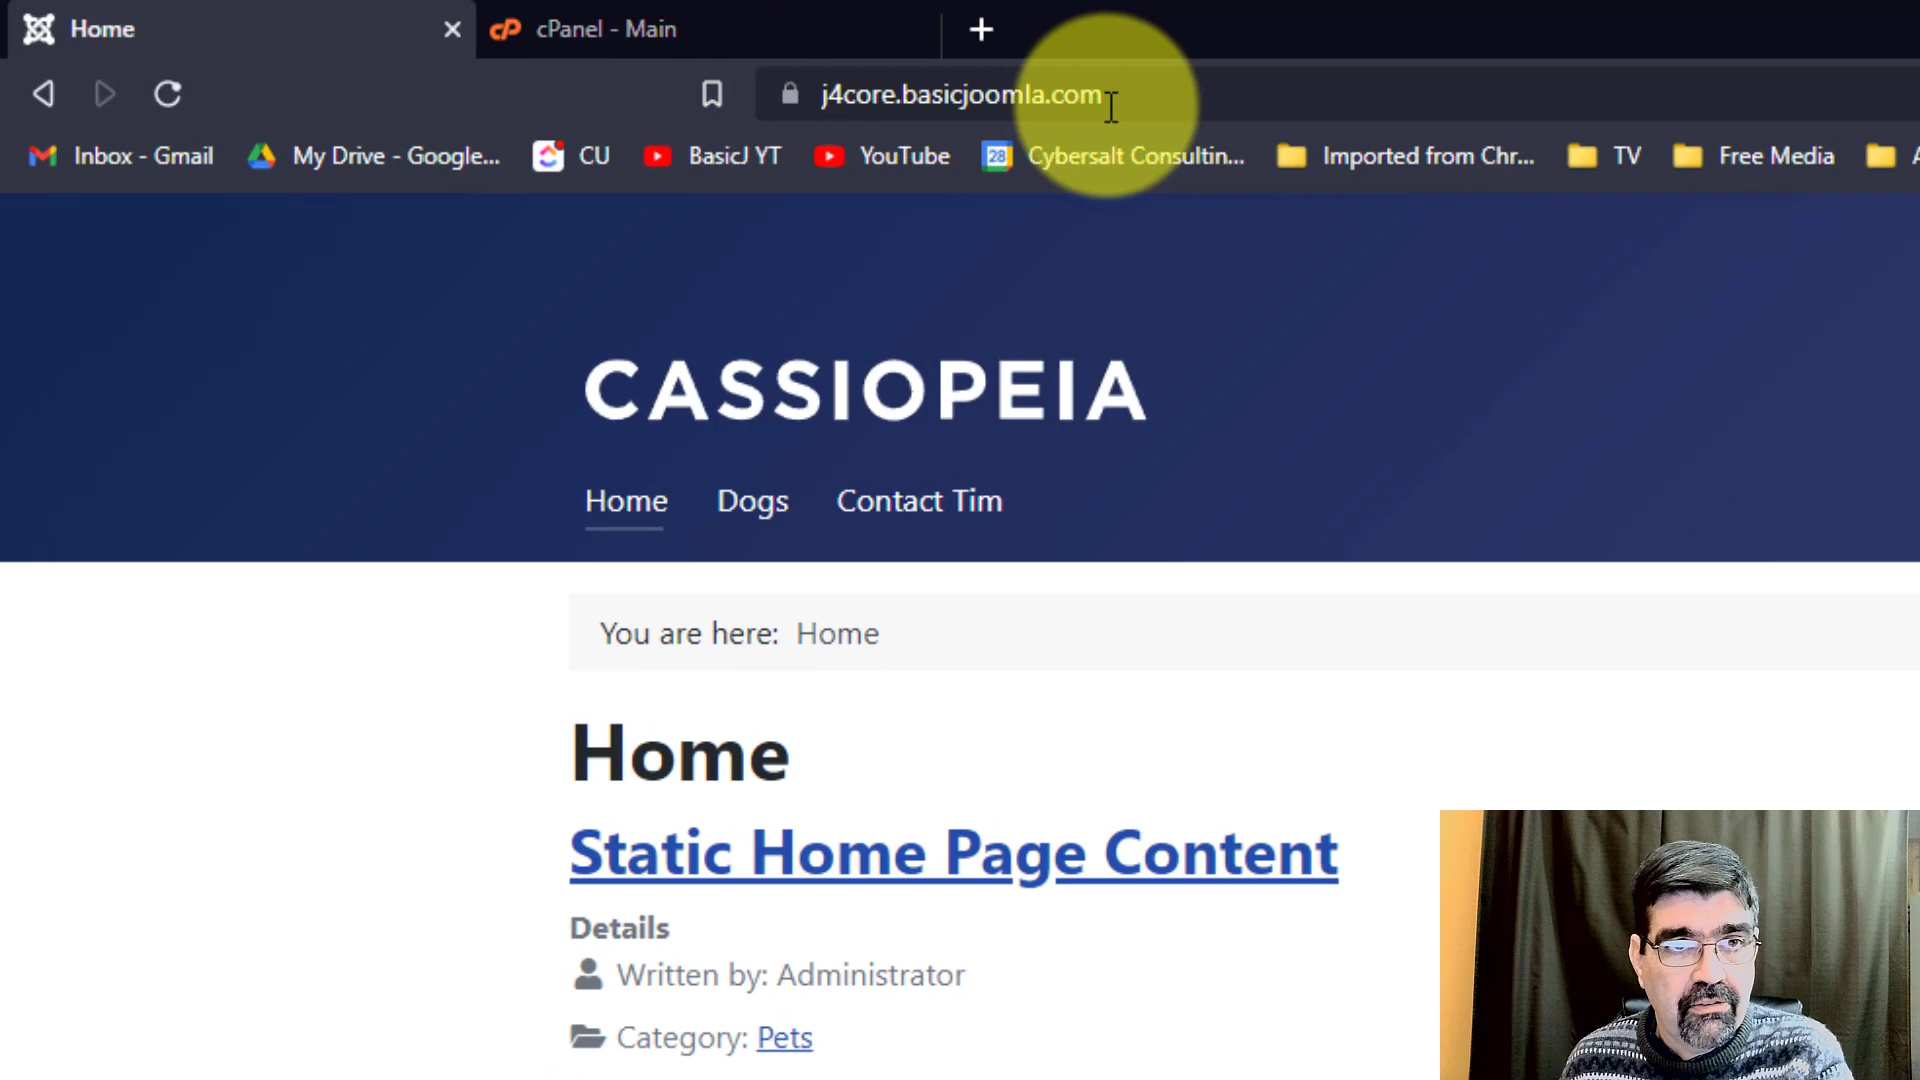 Home
cPanel - Main
j4core.basicjoomla.com
Inbox - Gmail
My Drive - Google...
CU
BasicJ YT
YouTube
28
Cybersalt Consultin...
Imported from Chr...
TV
Free Media
CASSIOPEIA
Home Dogs Contact Tim
You are here: Home
Home
Static Home Page Content
Details
Written by: Administrator
Category: Pets